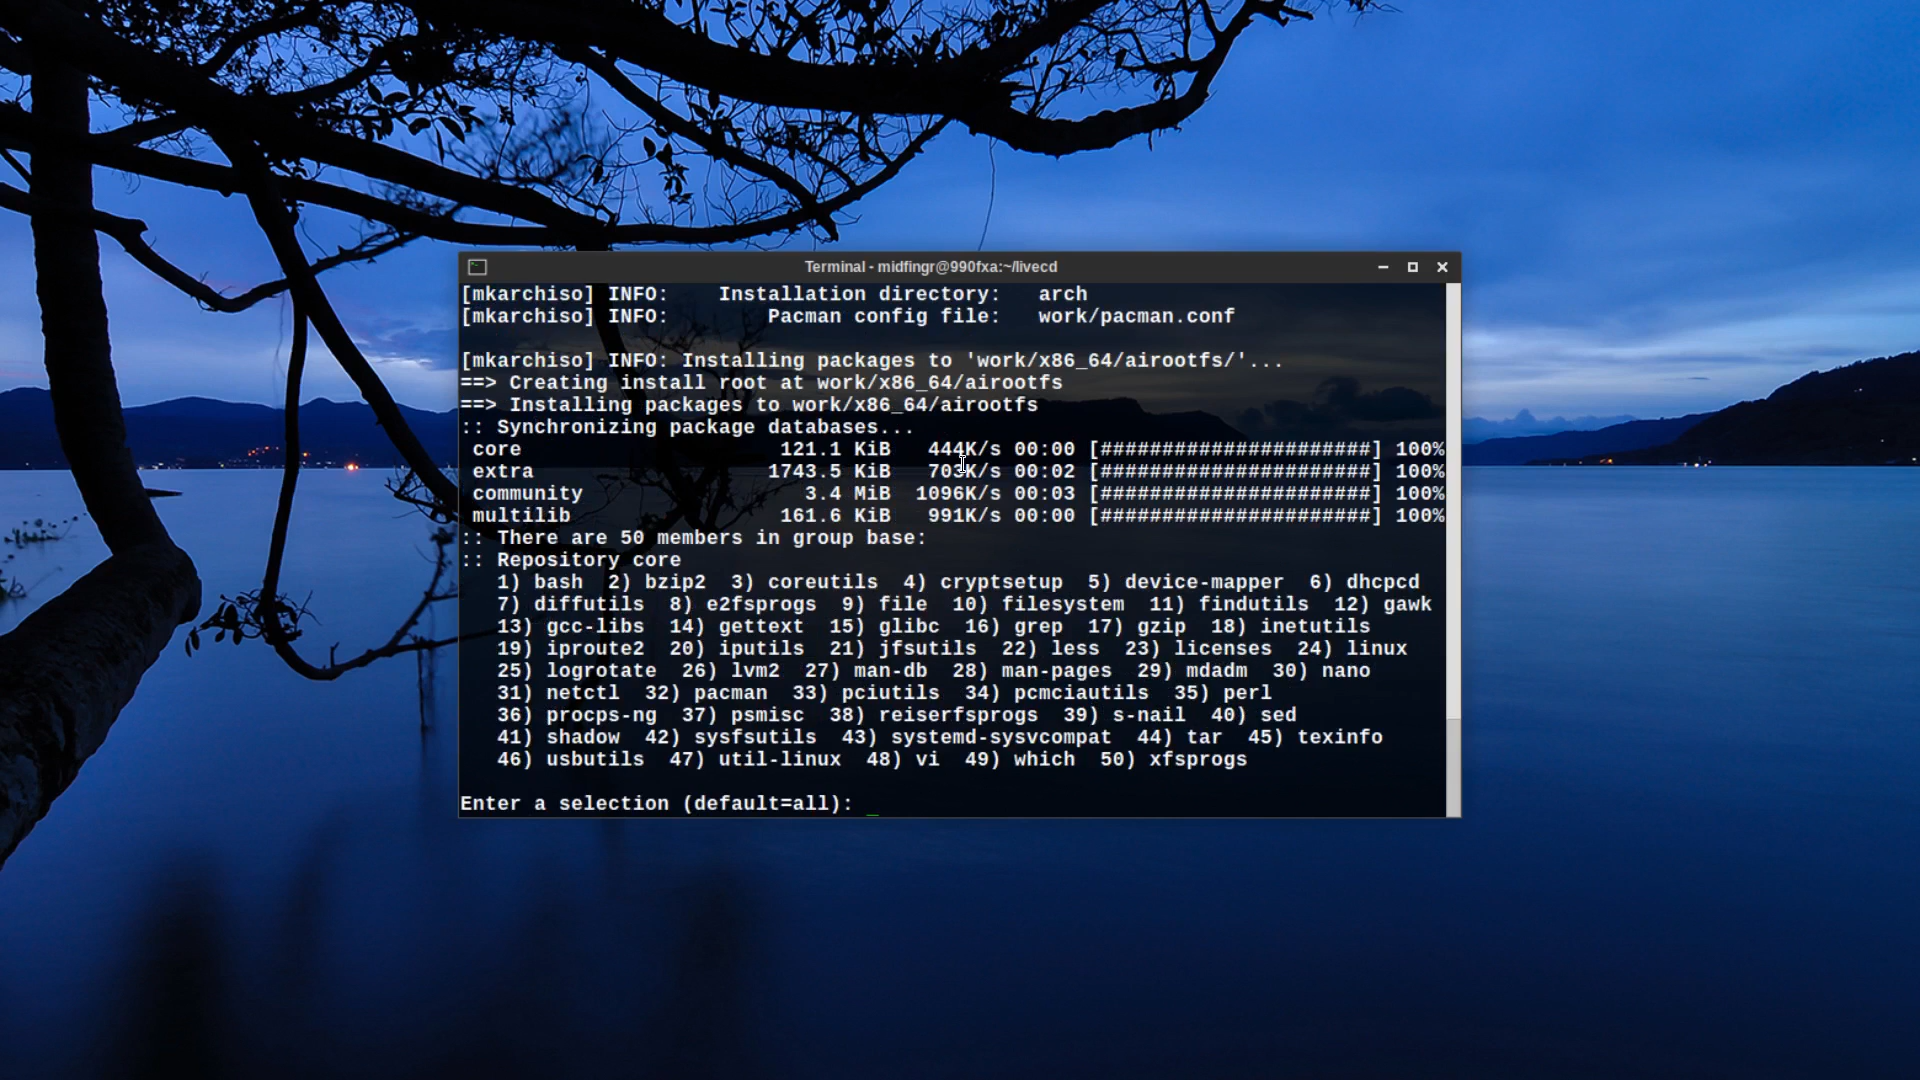 Terminal - midfingr@990fxa:~/livecd
[mkarchiso] INFO:    Installation directory:   arch
[mkarchiso] INFO:        Pacman config file:   work/pacman.conf
[mkarchiso] INFO: Installing packages to 'work/x86_64/airootfs/'...
==> Creating install root at work/x86_64/airootfs
==> Installing packages to work/x86_64/airootfs
:: Synchronizing package databases...
core                     121.1 KiB   444K/s 00:00 [######################] 100%
extra                   1743.5 KiB   703K/s 00:02 [######################] 100%
community                  3.4 MiB  1096K/s 00:03 [######################] 100%
multilib                 161.6 KiB   991K/s 00:00 [######################] 100%
:: There are 50 members in group base:
:: Repository core
1) bash  2) bzip2  3) coreutils  4) cryptsetup  5) device-mapper  6) dhcpcd
7) diffutils  8) e2fsprogs  9) file  10) filesystem  11) findutils  12) gawk
13) gcc-libs  14) gettext  15) glibc  16) grep  17) gzip  18) inetutils
19) iproute2  20) iputils  21) jfsutils  22) less  23) licenses  24) linux
25) logrotate  26) lvm2  27) man-db  28) man-pages  29) mdadm  30) nano
31) netctl  32) pacman  33) pciutils  34) pcmciautils  35) perl
36) procps-ng  37) psmisc  38) reiserfsprogs  39) s-nail  40) sed
41) shadow  42) sysfsutils  43) systemd-sysvcompat  44) tar  45) texinfo
46) usbutils  47) util-linux  48) vi  49) which  50) xfsprogs
Enter a selection (default=all): _